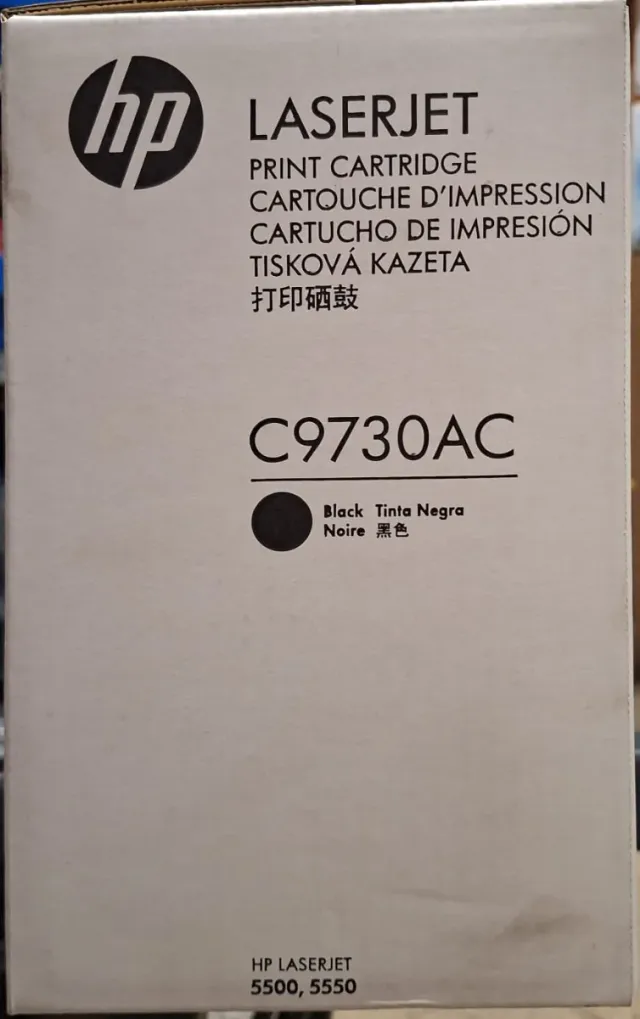 hp
LASERJET
PRINT CARTRIDGE
CARTOUCHE D'IMPRESSION
CARTUCHO DE IMPRESIÓN
TISKOVÁ KAZETA
打印硒鼓
C9730AC
Black Tinta Negra
Noire 黑色
HP LASERJET
5500, 5550